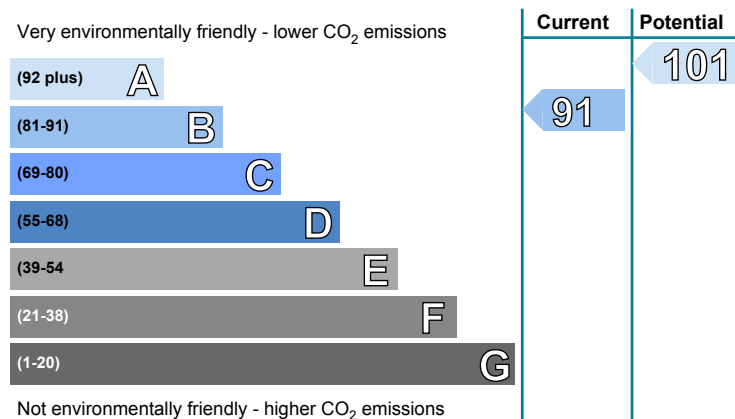 Very environmentally friendly - lower CO₂ emissions
Current Potential
(92 plus) A 101
(81-91) B 91
(69-80) C
(55-68) D
(39-54 E
(21-38) F
(1-20) G
Not environmentally friendly - higher CO₂ emissions